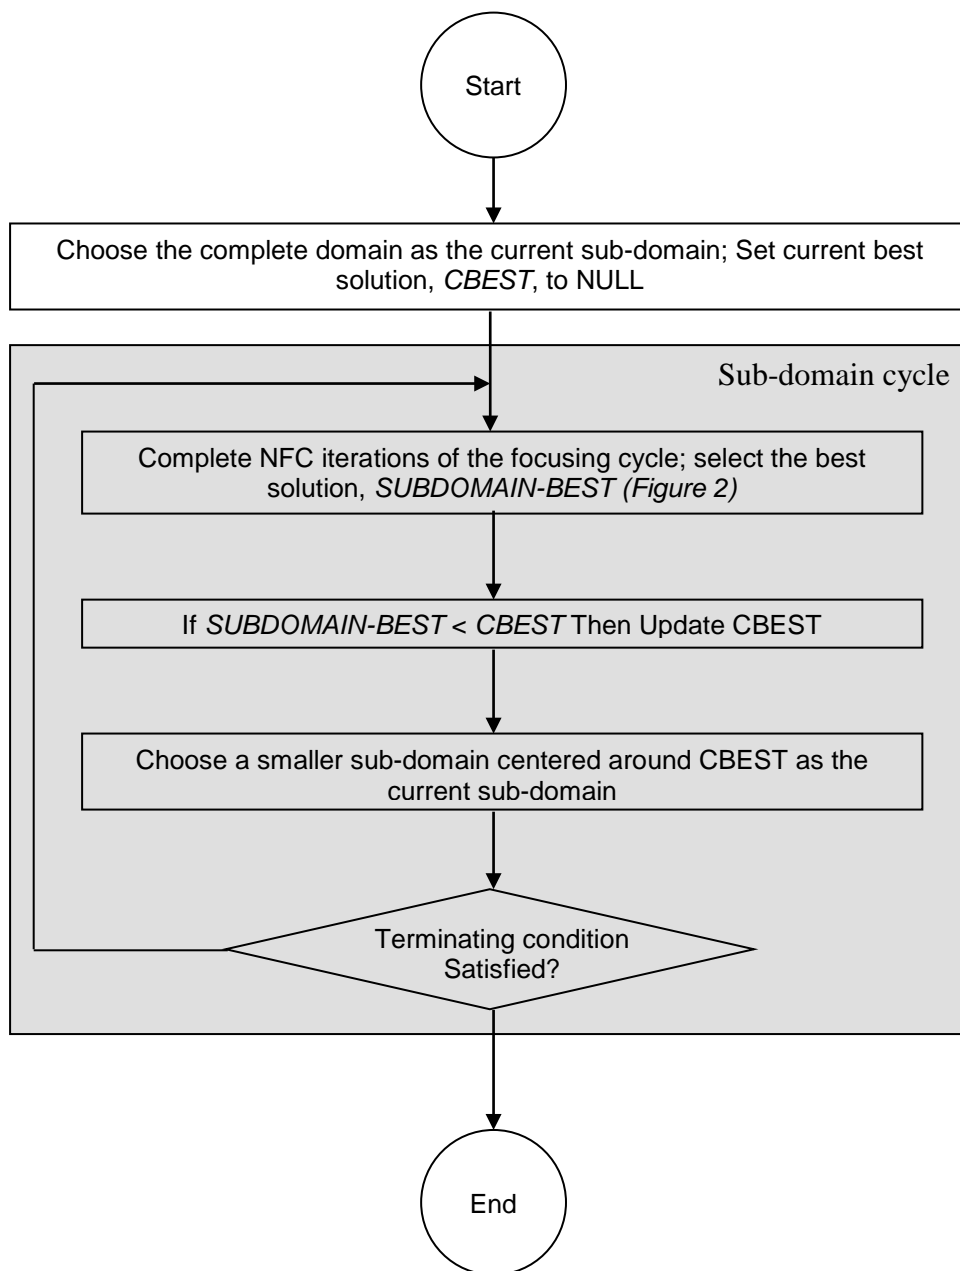 Start
Choose the complete domain as the current sub-domain; Set current best
solution, CBEST, to NULL
Sub-domain cycle
Complete NFC iterations of the focusing cycle; select the best
solution, SUBDOMAIN-BEST (Figure 2)
If SUBDOMAIN-BEST < CBEST Then Update CBEST
Choose a smaller sub-domain centered around CBEST as the
current sub-domain
Terminating condition
Satisfied?
End